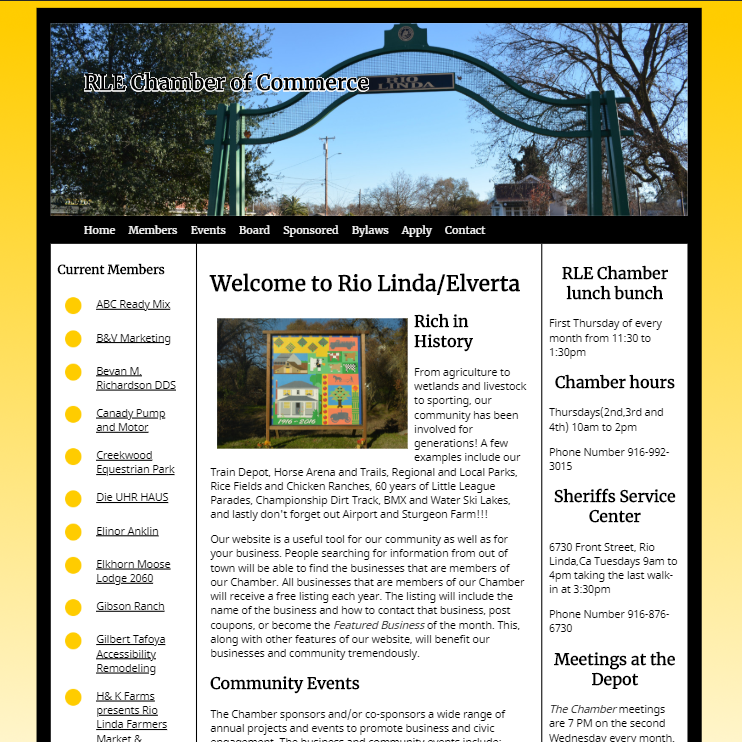 RLE Chamber of Commerce
RIO
LINDA
Home Members Events Board Sponsored Bylaws Apply Contact
Current Members
ABC Ready Mix
B&V Marketing
Bevan M.
Richardson DDS
Canady Pump
and Motor
Creekwood
Equestrian Park
Die UHR HAUS
Elinor Anklin
Elkhorn Moose
Lodge 2060
Gibson Ranch
Gilbert Tafoya
Accessibility
Remodeling
H& K Farms
presents Rio
Linda Farmers
Market &
Welcome to Rio Linda/Elverta
1916 - 2016
Rich in
History
From agriculture to
wetlands and livestock
to sporting, our
community has been
involved for
generations! A few
examples include our
Train Depot, Horse Arena and Trails, Regional and Local Parks,
Rice Fields and Chicken Ranches, 60 years of Little League
Parades, Championship Dirt Track, BMX and Water Ski Lakes,
and lastly don't forget out Airport and Sturgeon Farm!!!
Our website is a useful tool for our community as well as for
your business. People searching for information from out of
town will be able to find the businesses that are members of
our Chamber. All businesses that are members of our Chamber
will receive a free listing each year. The listing will include the
name of the business and how to contact that business, post
coupons, or become the Featured Business of the month. This,
along with other features of our website, will benefit our
businesses and community tremendously.
Community Events
The Chamber sponsors and/or co-sponsors a wide range of
annual projects and events to promote business and civic
engagement. The business and community events include:
RLE Chamber
lunch bunch
First Thursday of every
month from 11:30 to
1:30pm
Chamber hours
Thursdays(2nd,3rd and
4th) 10am to 2pm
Phone Number 916-992-
3015
Sheriffs Service
Center
6730 Front Street, Rio
Linda,Ca Tuesdays 9am to
4pm taking the last walk-
in at 3:30pm
Phone Number 916-876-
6730
Meetings at the
Depot
The Chamber meetings
are 7 PM on the second
Wednesday every month.